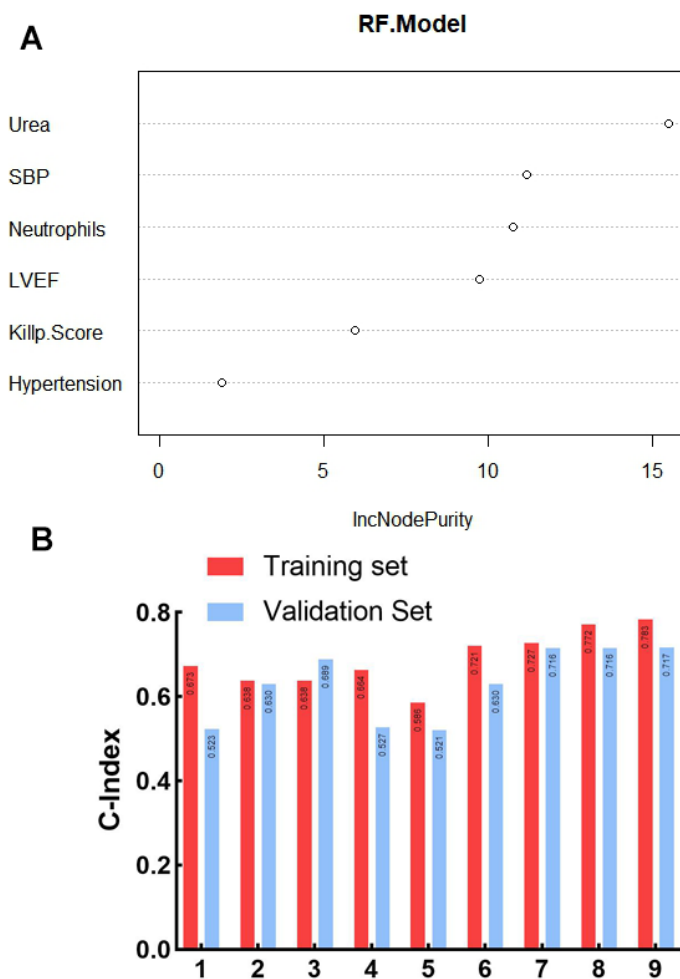 A
RF.Model
Urea
SBP
Neutrophils
LVEF
Killp.Score
Hypertension
0 5 10 15
IncNodePurity
B
Training set
Validation Set
C-Index
0.8
0.6
0.4
0.2
0.0
0.673 0.523 0.638 0.630 0.638 0.689 0.664 0.527 0.586 0.521 0.721 0.630 0.727 0.716 0.772 0.716 0.783 0.717
1 2 3 4 5 6 7 8 9